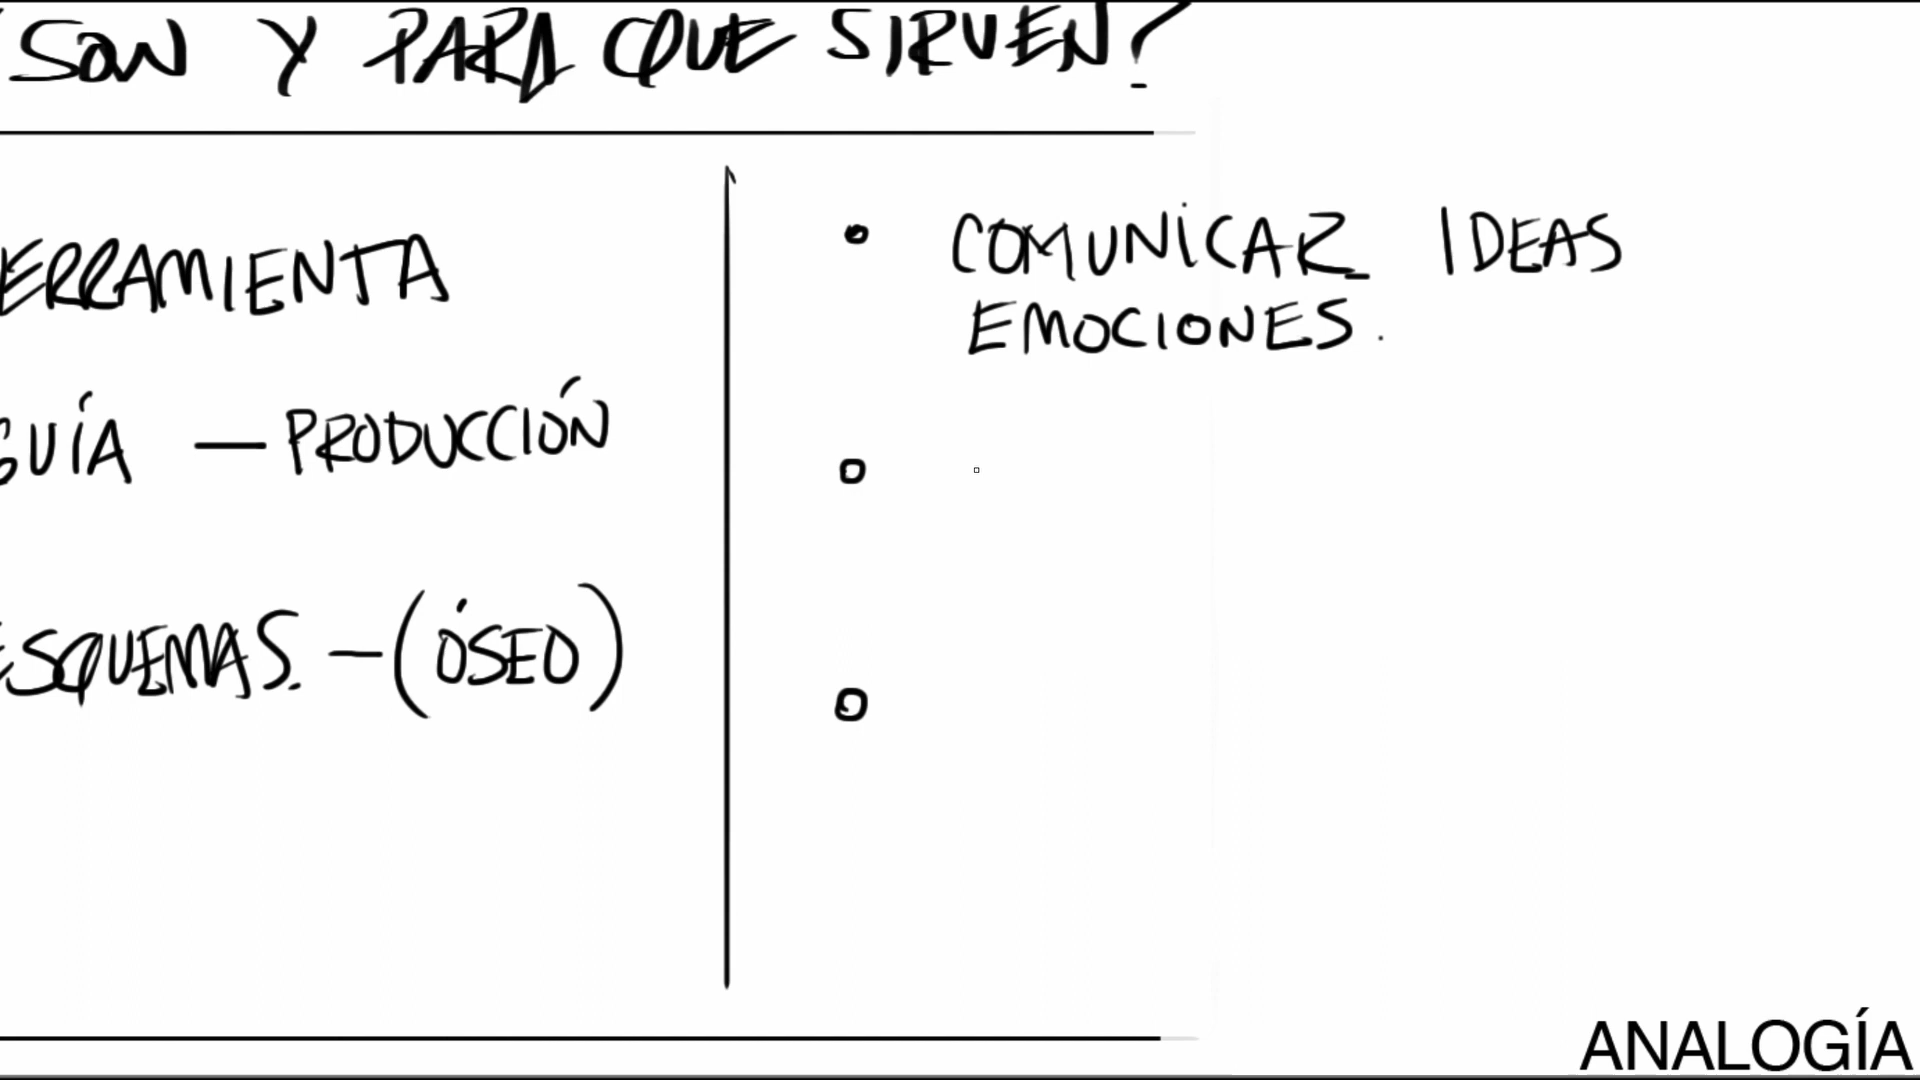 SON Y PARA QUE SIRVEN?
ERRAMIENTA
GUÍA — PRODUCCIÓN
ESQUEMAS. — (ÓSEO)
COMUNICAR IDEAS
EMOCIONES.
ANALOGÍA